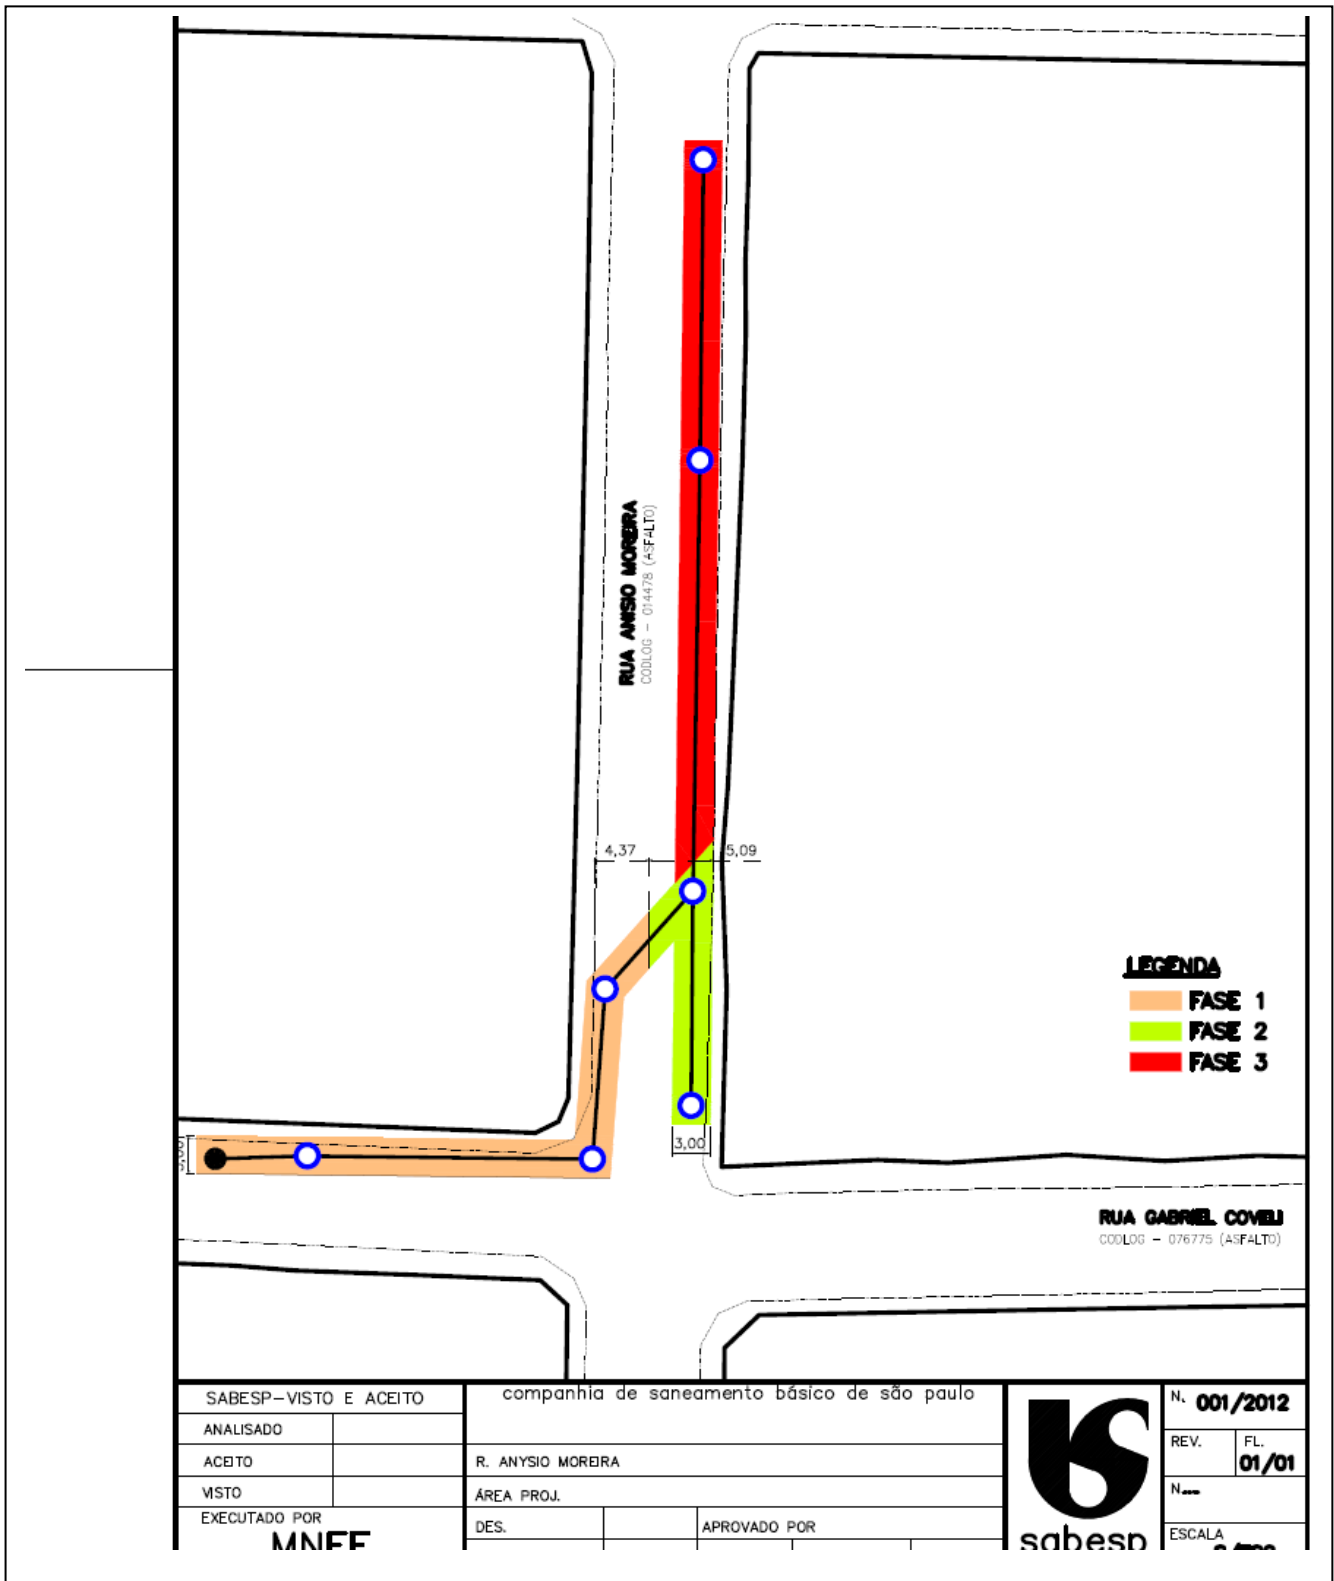 RUA ANISIO MOREIRA
CODLOG - 014478 (ASFALTO)
4,37
5,09
LEGENDA
FASE 1
FASE 2
FASE 3
3,00
RUA GABRIEL COVELLI
CODLOG - 076775 (ASFALTO)
SABESP-VISTO E ACEITO
ANALISADO
ACEITO
VISTO
EXECUTADO POR
companhia de saneamento básico de são paulo
R. ANYSIO MOREIRA
ÁREA PROJ.
DES.
APROVADO POR
sabesp
N. 001/2012
REV.
FL.
01/01
N
ESCALA